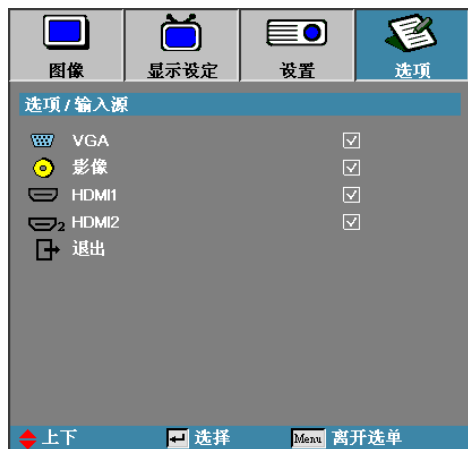 图像 显示设定 设置 选项
选项 / 输入源
VGA
影像
HDMI1
2 HDMI2
退出
上下 选择 Menu 离开选单